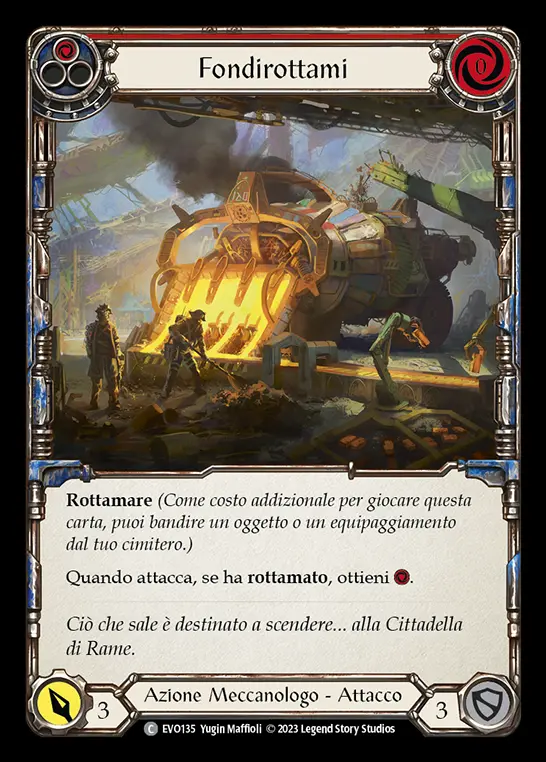 Fondirottami
0
Rottamare (Come costo addizionale per giocare questa
carta, puoi bandire un oggetto o un equipaggiamento
dal tuo cimitero.)
Quando attacca, se ha rottamato, ottieni .
Ciò che sale è destinato a scendere... alla Cittadella
di Rame.
3
Azione Meccanologo - Attacco
3
C EVO135 Yugin Maffioli © 2023 Legend Story Studios